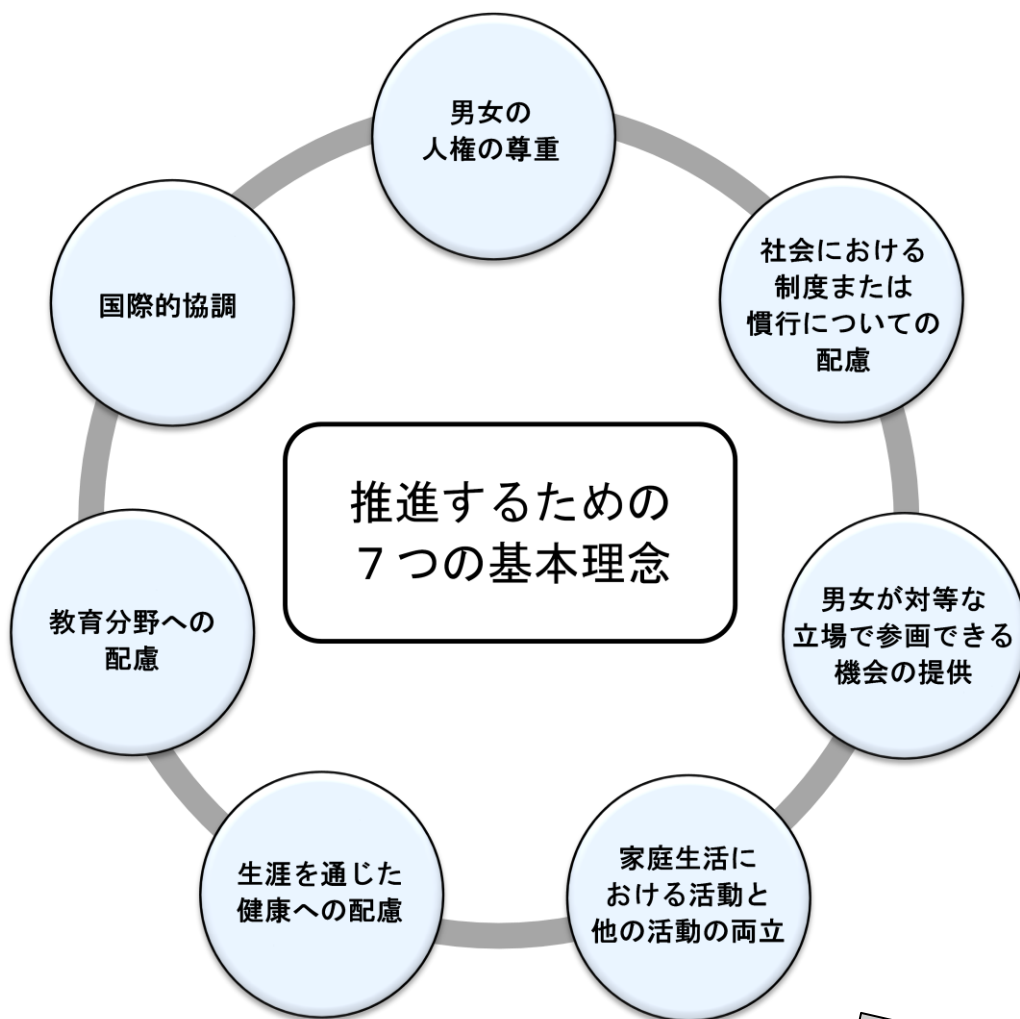 男女の
人権の尊重
社会における
制度または
慣行についての
配慮
男女が対等な
立場で参画できる
機会の提供
家庭生活に
おける活動と
他の活動の両立
生涯を通じた
健康への配慮
教育分野への
配慮
国際的協調
推進するための
７つの基本理念